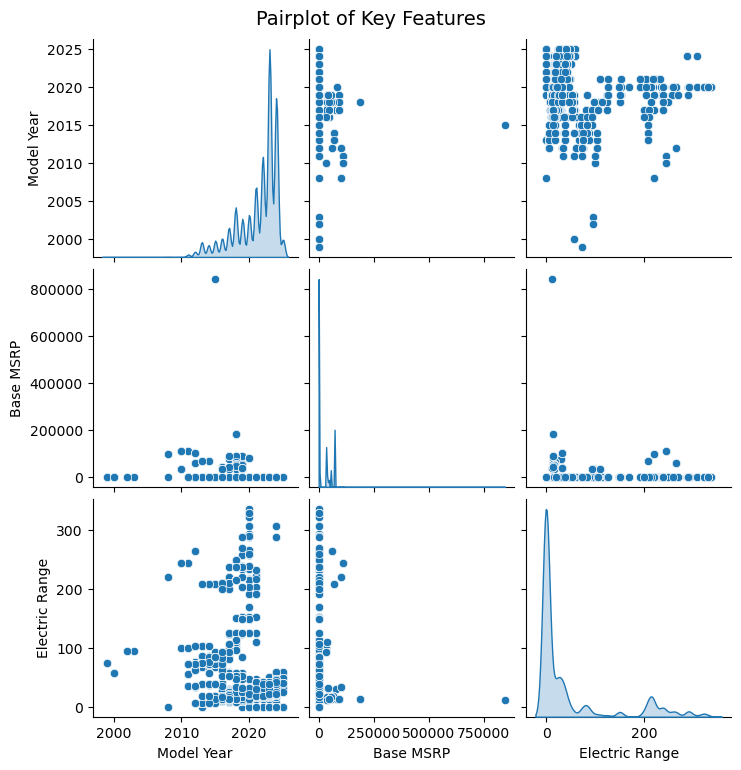 Pairplot of Key Features
2025
2020
2015
2010
2005
2000
Model Year
800000
600000
400000
200000
0
Base MSRP
300
200
100
0
Electric Range
2000 2010 2020
Model Year
0 250000 500000 750000
Base MSRP
0 200
Electric Range